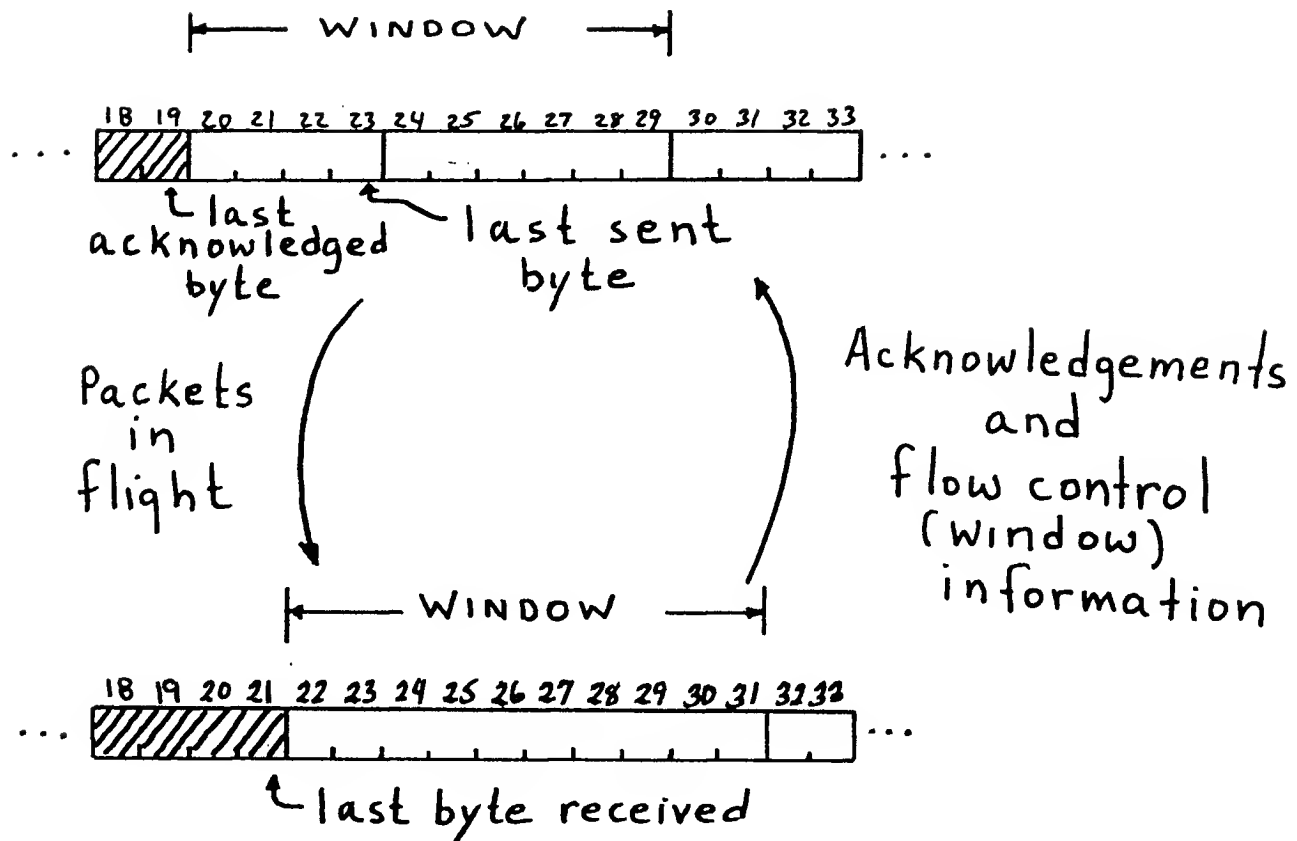 WINDOW
18 19 20 21 22 23 24 25 26 27 28 29 30 31 32 33
... ...
last
acknowledged
byte
last sent
byte
Packets
in
flight
Acknowledgements
and
flow control
(window)
information
WINDOW
18 19 20 21 22 23 24 25 26 27 28 29 30 31 32 33
... ...
last byte received